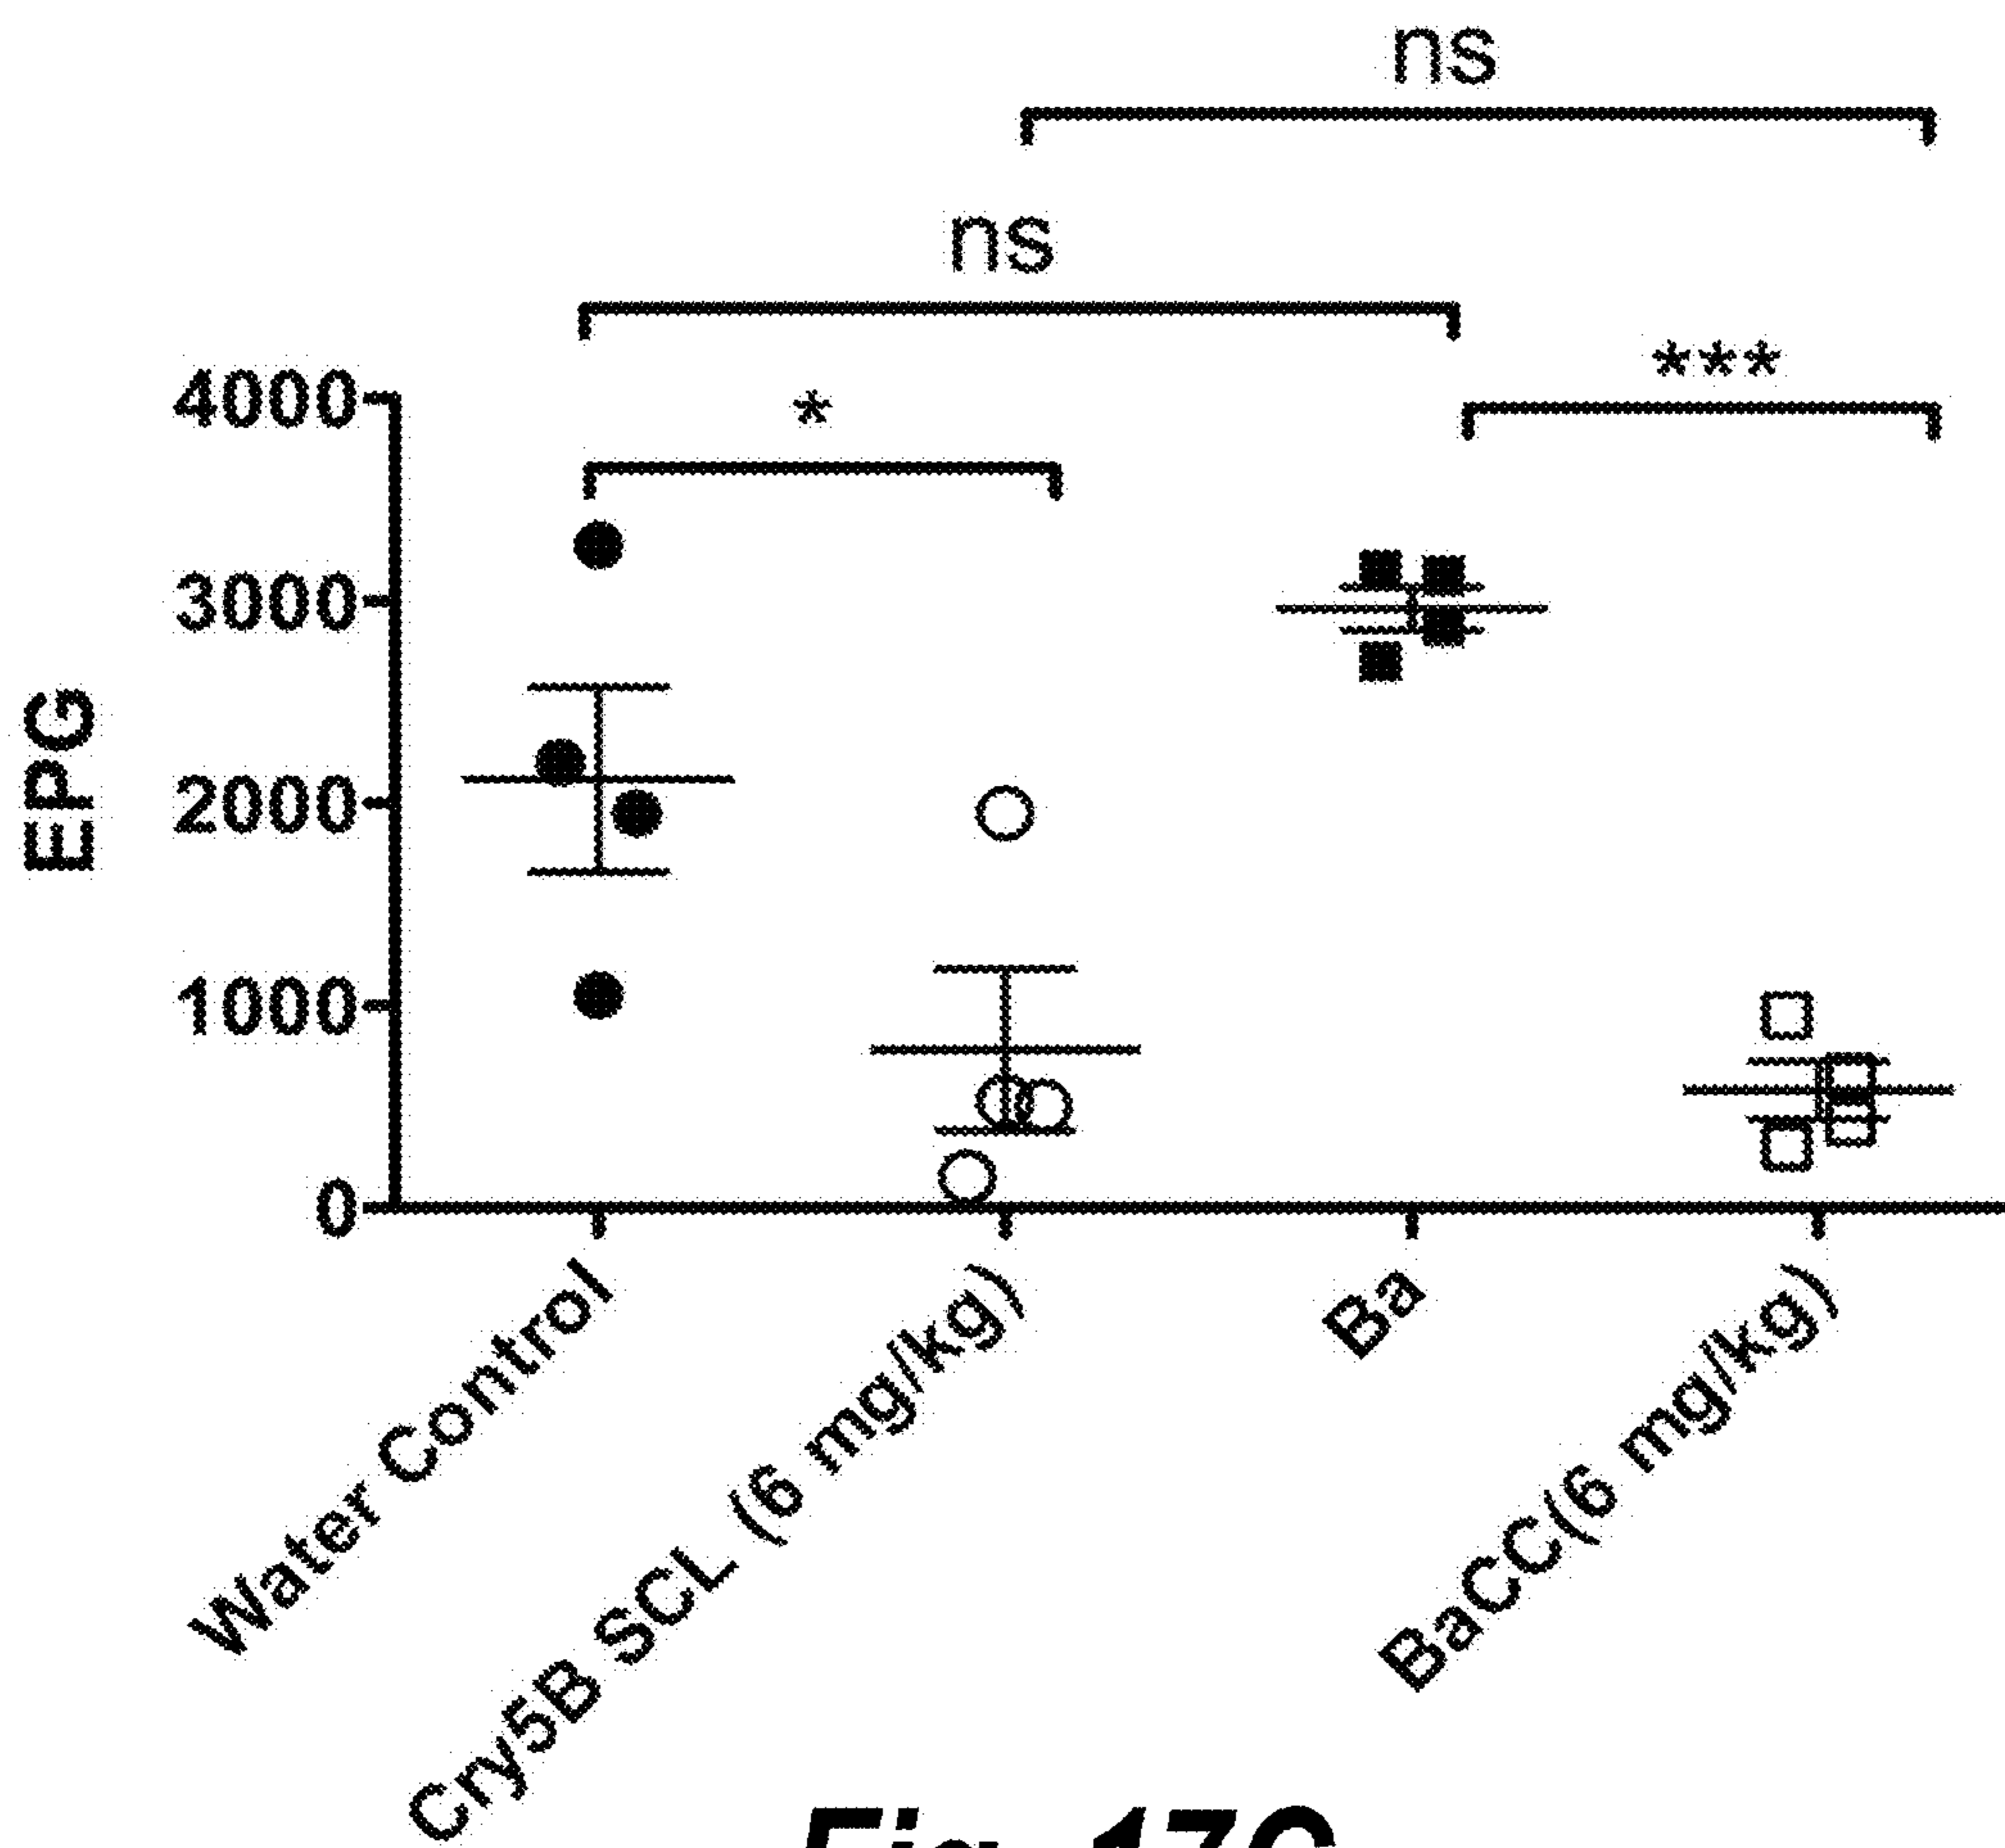 ns
ns
***
*
4000
3000
2000
1000
0
EPG
Water Control
Cry5B SCL (6 mg/kg)
Ba
BaCC(6 mg/kg)